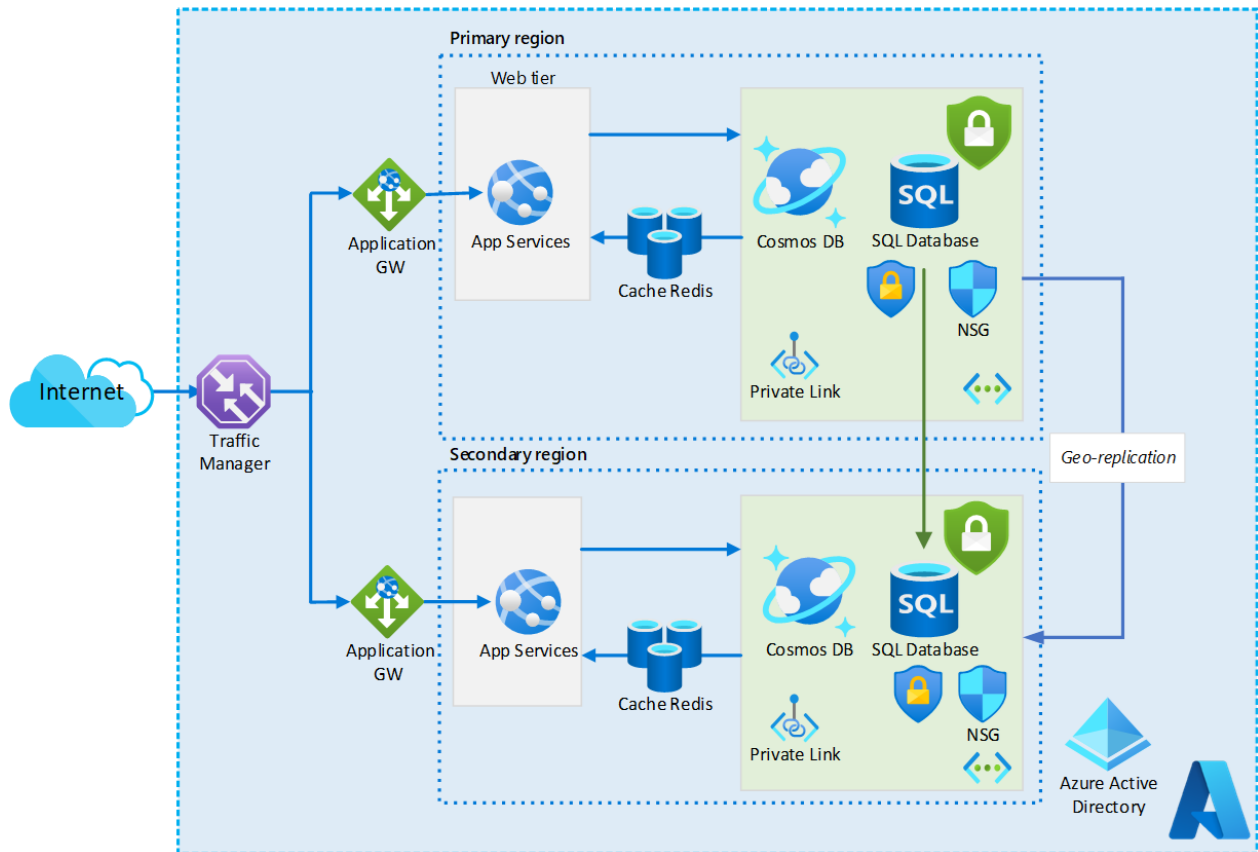 Primary region
Web tier
Application
GW
App Services
Cache Redis
Cosmos DB
SQL
SQL Database
NSG
Private Link
Internet
Traffic
Manager
Geo-replication
Secondary region
Application
GW
App Services
Cache Redis
Cosmos DB
SQL
SQL Database
NSG
Private Link
Azure Active
Directory